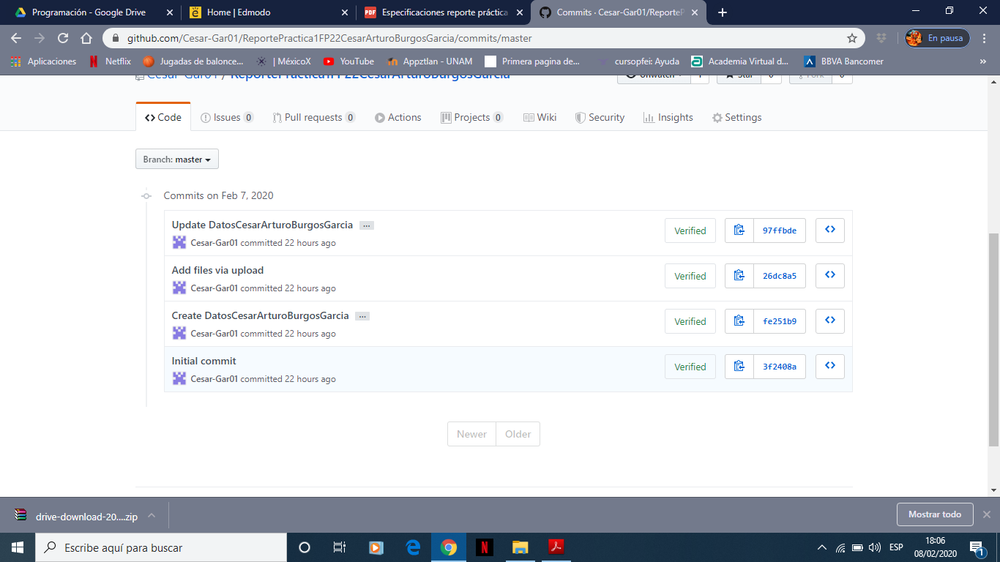 Programación - Google Drive
Home | Edmodo
Especificaciones reporte práctica
Commits · Cesar-Gar01/ReporteP
github.com/Cesar-Gar01/ReportePractica1FP22CesarArturoBurgosGarcia/commits/master
En pausa
Aplicaciones
Netflix
Jugadas de balonce...
| MéxicoX
YouTube
Appztlan - UNAM
Primera pagina de...
cursopfei: Ayuda
Academia Virtual d...
BBVA Bancomer
»
Cesar-Gar01 / ReportePractica1FP22CesarArturoBurgosGarcia
Unwatch
1
Star
0
Fork
0
Code
Issues 0
Pull requests 0
Actions
Projects 0
Wiki
Security
Insights
Settings
Branch: master
Commits on Feb 7, 2020
Update DatosCesarArturoBurgosGarcia ...
Cesar-Gar01 committed 22 hours ago
Verified
97ffbde
Add files via upload
Cesar-Gar01 committed 22 hours ago
Verified
26dc8a5
Create DatosCesarArturoBurgosGarcia ...
Cesar-Gar01 committed 22 hours ago
Verified
fe251b9
Initial commit
Cesar-Gar01 committed 22 hours ago
Verified
3f2408a
Newer
Older
drive-download-20....zip
Mostrar todo
Escribe aquí para buscar
ESP
18:06
08/02/2020
1